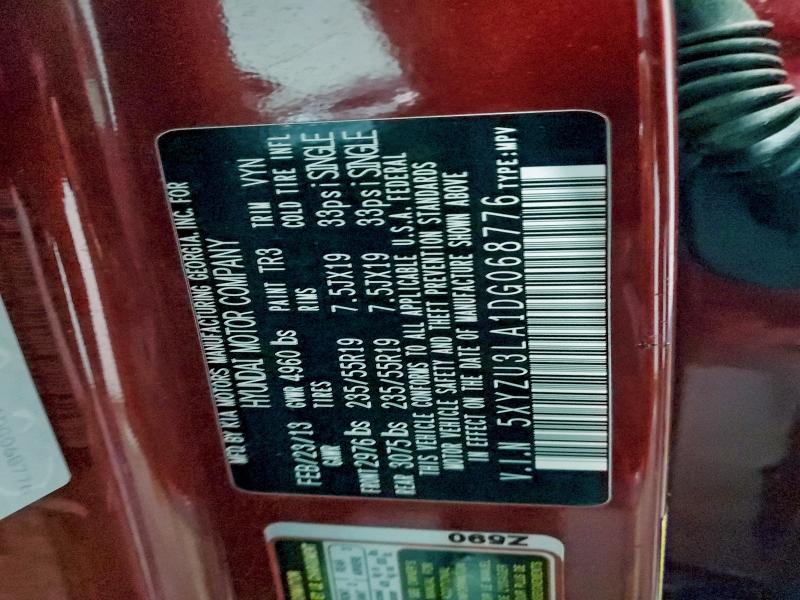 MFD BY KIA MOTORS MANUFACTURING GEORGIA, INC. FOR
HYUNDAI MOTOR COMPANY
FEB/23/13 GVWR 4960 lbs PAINT TR3 TRIM VYN
GAWR TIRES RIMS COLD TIRE INFL
FRONT 2976 lbs 235/55R19 7.5JX19 33psi SINGLE
REAR 3075 lbs 235/55R19 7.5JX19 33psi SINGLE
THIS VEHICLE CONFORMS TO ALL APPLICABLE U.S.A. FEDERAL
MOTOR VEHICLE SAFETY AND THEFT PREVENTION STANDARDS
IN EFFECT ON THE DATE OF MANUFACTURE SHOWN ABOVE
V.I.N 5XYZU3LA1DG068776 TYPE:MPV
Z690